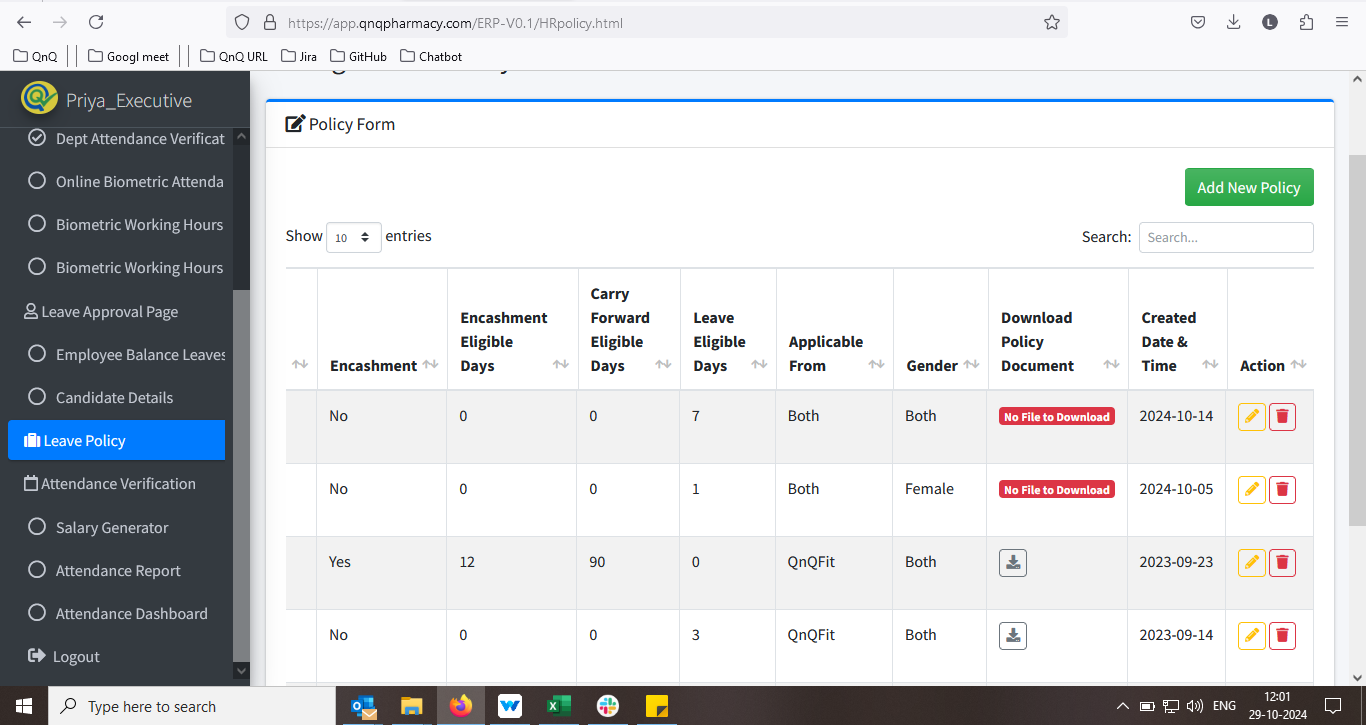 https://app.qnqpharmacy.com/ERP-V0.1/HRpolicy.html
L
QnQ
Googl meet
QnQ URL
Jira
GitHub
Chatbot
Priya_Executive
Dept Attendance Verificat
Online Biometric Attenda
Biometric Working Hours
Biometric Working Hours
Leave Approval Page
Employee Balance Leaves
Candidate Details
Leave Policy
Attendance Verification
Salary Generator
Attendance Report
Attendance Dashboard
Logout
Policy Form
Add New Policy
Show 10 entries
Search: Search...
Encashment
Encashment Eligible Days
Carry Forward Eligible Days
Leave Eligible Days
Applicable From
Gender
Download Policy Document
Created Date & Time
Action
No 0 0 7 Both Both No File to Download 2024-10-14
No 0 0 1 Both Female No File to Download 2024-10-05
Yes 12 90 0 QnQFit Both 2023-09-23
No 0 0 3 QnQFit Both 2023-09-14
Type here to search
ENG
12:01
29-10-2024